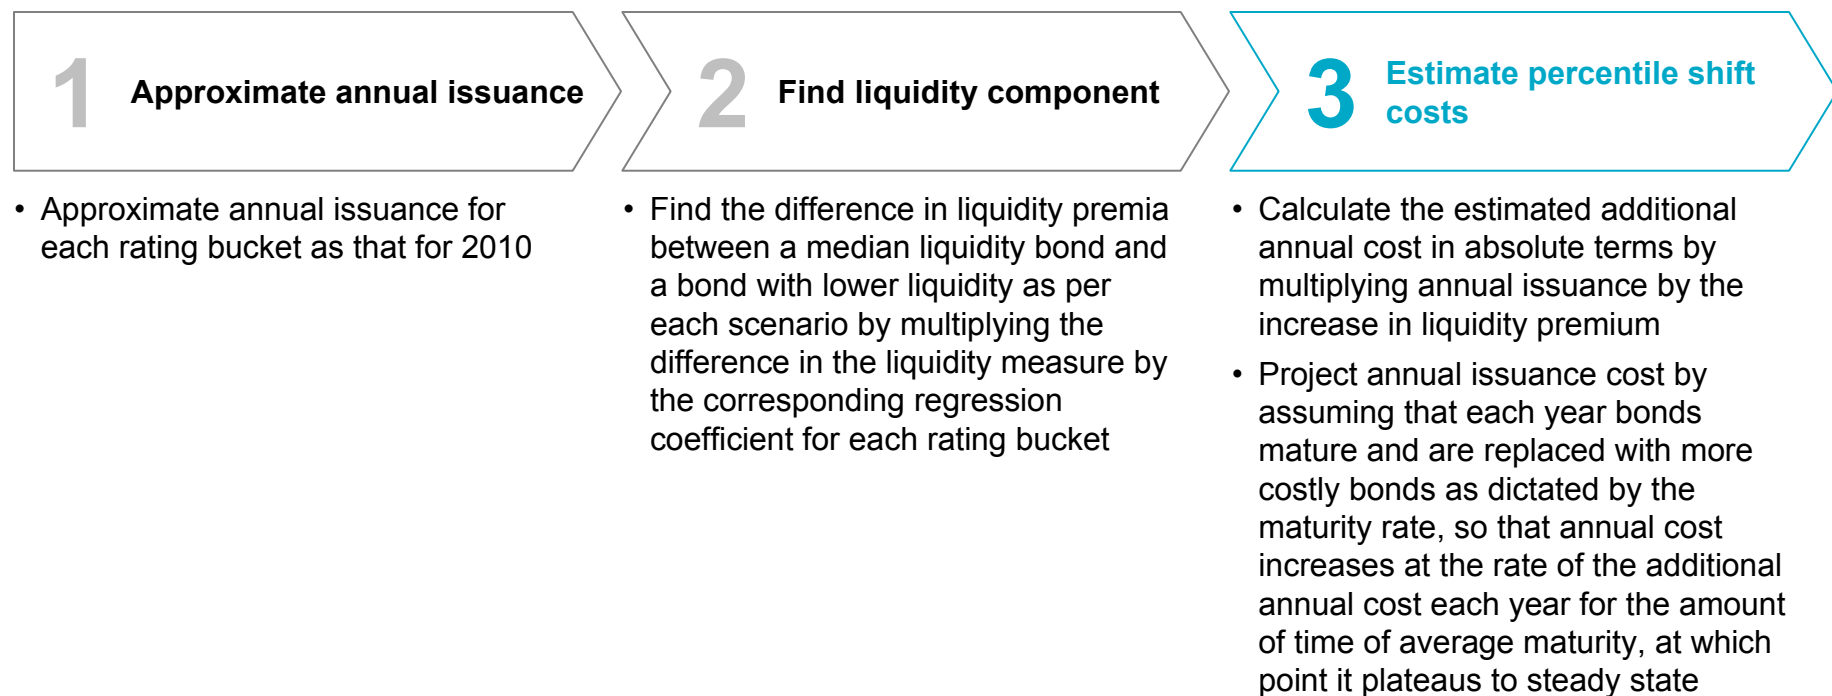 1
Approximate annual issuance
2
Find liquidity component
3
Estimate percentile shift
costs
• Approximate annual issuance for
each rating bucket as that for 2010
• Find the difference in liquidity premia
between a median liquidity bond and
a bond with lower liquidity as per
each scenario by multiplying the
difference in the liquidity measure by
the corresponding regression
coefficient for each rating bucket
• Calculate the estimated additional
annual cost in absolute terms by
multiplying annual issuance by the
increase in liquidity premium
• Project annual issuance cost by
assuming that each year bonds
mature and are replaced with more
costly bonds as dictated by the
maturity rate, so that annual cost
increases at the rate of the additional
annual cost each year for the amount
of time of average maturity, at which
point it plateaus to steady state